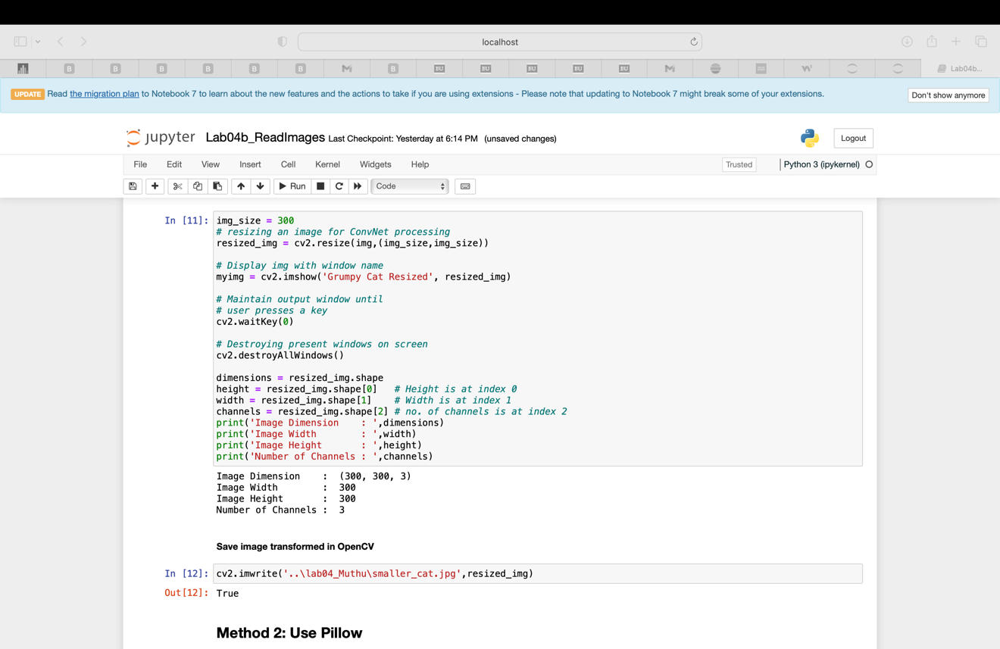 localhost
B B B B B B B BU BU BU BU BU Lab04b...
UPDATE Read the migration plan to Notebook 7 to learn about the new features and the actions to take if you are using extensions - Please note that updating to Notebook 7 might break some of your extensions. Don't show anymore
jupyter Lab04b_ReadImages Last Checkpoint: Yesterday at 6:14 PM (unsaved changes) Logout
File Edit View Insert Cell Kernel Widgets Help Trusted Python 3 (ipykernel)
Run Code
In [11]: img_size = 300
# resizing an image for ConvNet processing
resized_img = cv2.resize(img,(img_size,img_size))
# Display img with window name
myimg = cv2.imshow('Grumpy Cat Resized', resized_img)
# Maintain output window until
# user presses a key
cv2.waitKey(0)
# Destroying present windows on screen
cv2.destroyAllWindows()
dimensions = resized_img.shape
height = resized_img.shape[0]   # Height is at index 0
width = resized_img.shape[1]    # Width is at index 1
channels = resized_img.shape[2] # no. of channels is at index 2
print('Image Dimension    : ',dimensions)
print('Image Width        : ',width)
print('Image Height       : ',height)
print('Number of Channels : ',channels)
Image Dimension    :  (300, 300, 3)
Image Width        :  300
Image Height       :  300
Number of Channels :  3
Save image transformed in OpenCV
In [12]: cv2.imwrite('..\lab04_Muthu\smaller_cat.jpg',resized_img)
Out[12]: True
Method 2: Use Pillow